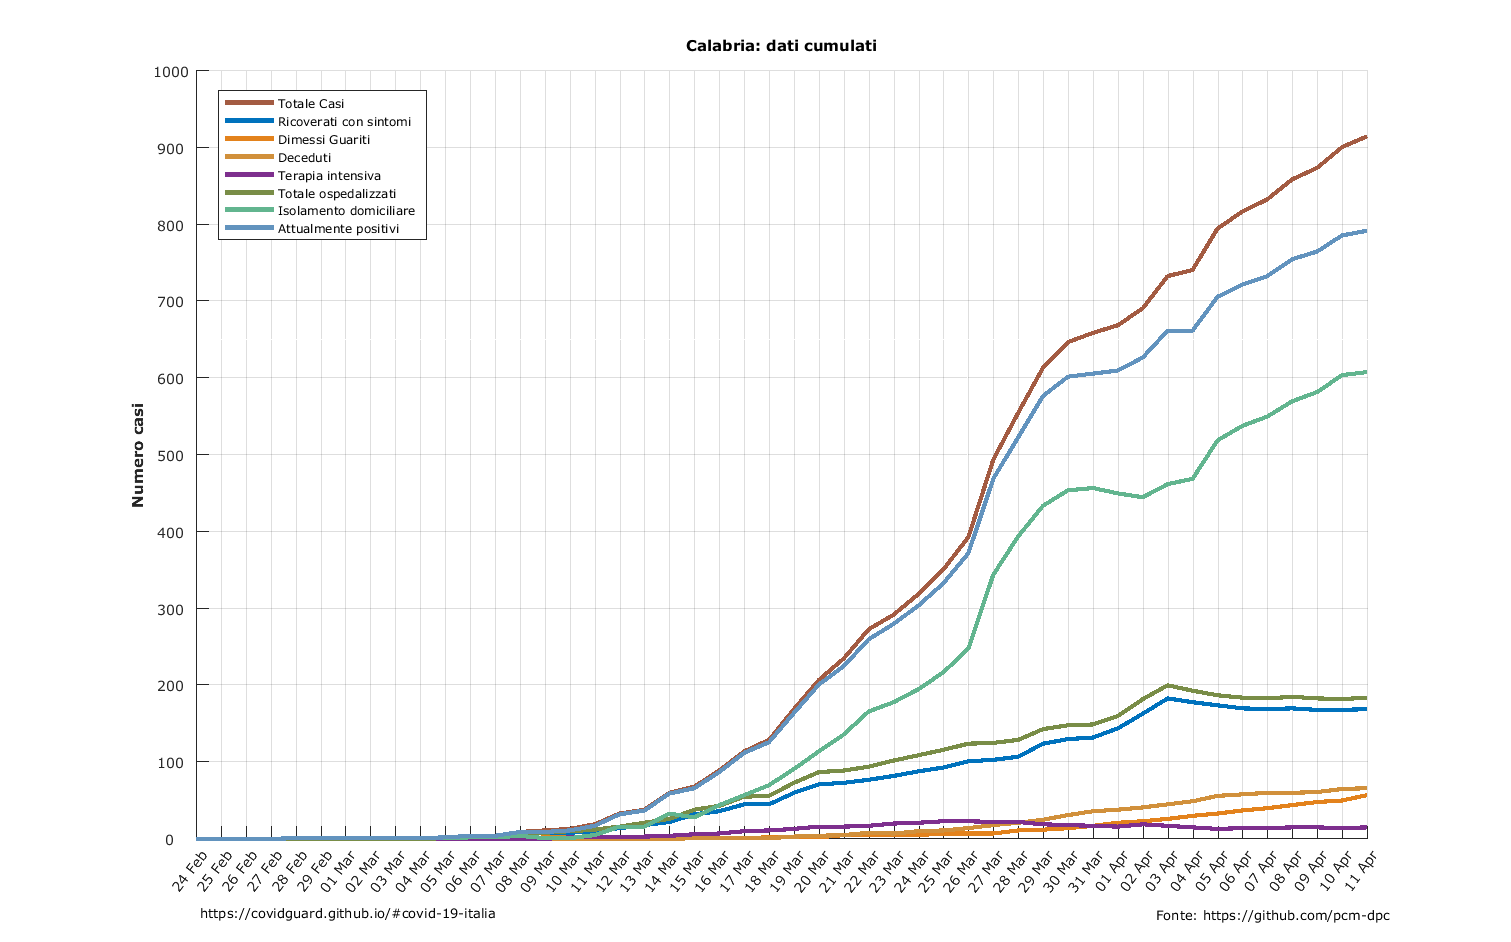 Calabria: dati cumulati
1000
900
800
700
600
500
400
300
200
100
0
Numero casi
Totale Casi
Ricoverati con sintomi
Dimessi Guariti
Deceduti
Terapia intensiva
Totale ospedalizzati
Isolamento domiciliare
Attualmente positivi
24 Feb
25 Feb
26 Feb
27 Feb
28 Feb
29 Feb
01 Mar
02 Mar
03 Mar
04 Mar
05 Mar
06 Mar
07 Mar
08 Mar
09 Mar
10 Mar
11 Mar
12 Mar
13 Mar
14 Mar
15 Mar
16 Mar
17 Mar
18 Mar
19 Mar
20 Mar
21 Mar
22 Mar
23 Mar
24 Mar
25 Mar
26 Mar
27 Mar
28 Mar
29 Mar
30 Mar
31 Mar
01 Apr
02 Apr
03 Apr
04 Apr
05 Apr
06 Apr
07 Apr
08 Apr
09 Apr
10 Apr
11 Apr
https://covidguard.github.io/#covid-19-italia
Fonte: https://github.com/pcm-dpc